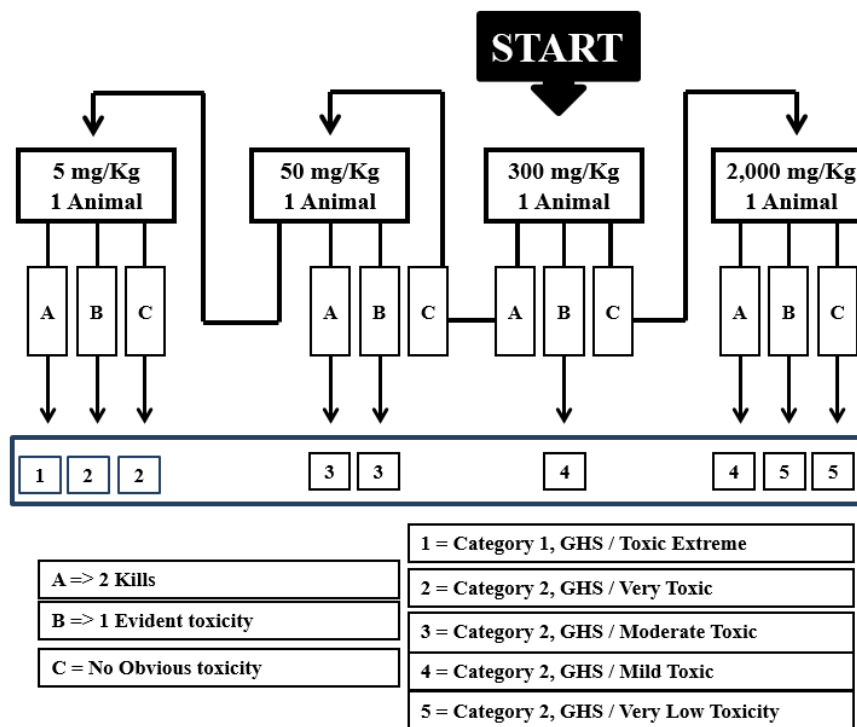 START
5 mg/Kg
1 Animal
50 mg/Kg
1 Animal
300 mg/Kg
1 Animal
2,000 mg/Kg
1 Animal
A
B
C
A
B
C
A
B
C
A
B
C
1
2
2
3
3
4
4
5
5
A => 2 Kills
B => 1 Evident toxicity
C = No Obvious toxicity
1 = Category 1, GHS / Toxic Extreme
2 = Category 2, GHS / Very Toxic
3 = Category 2, GHS / Moderate Toxic
4 = Category 2, GHS / Mild Toxic
5 = Category 2, GHS / Very Low Toxicity